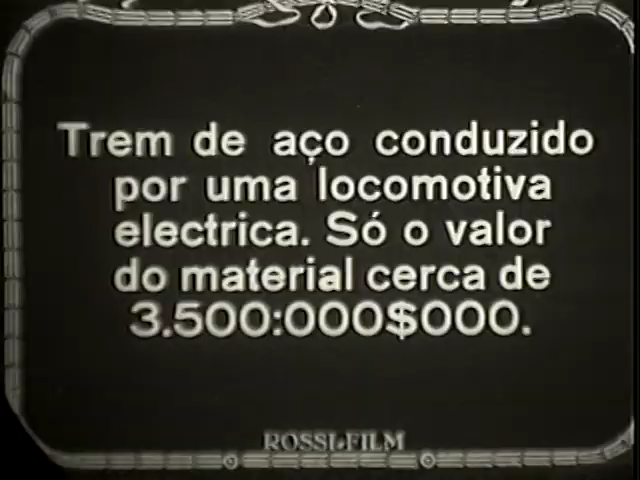 Trem de aço conduzido
por uma locomotiva
electrica. Só o valor
do material cerca de
3.500:000$000.
ROSSI-FILM